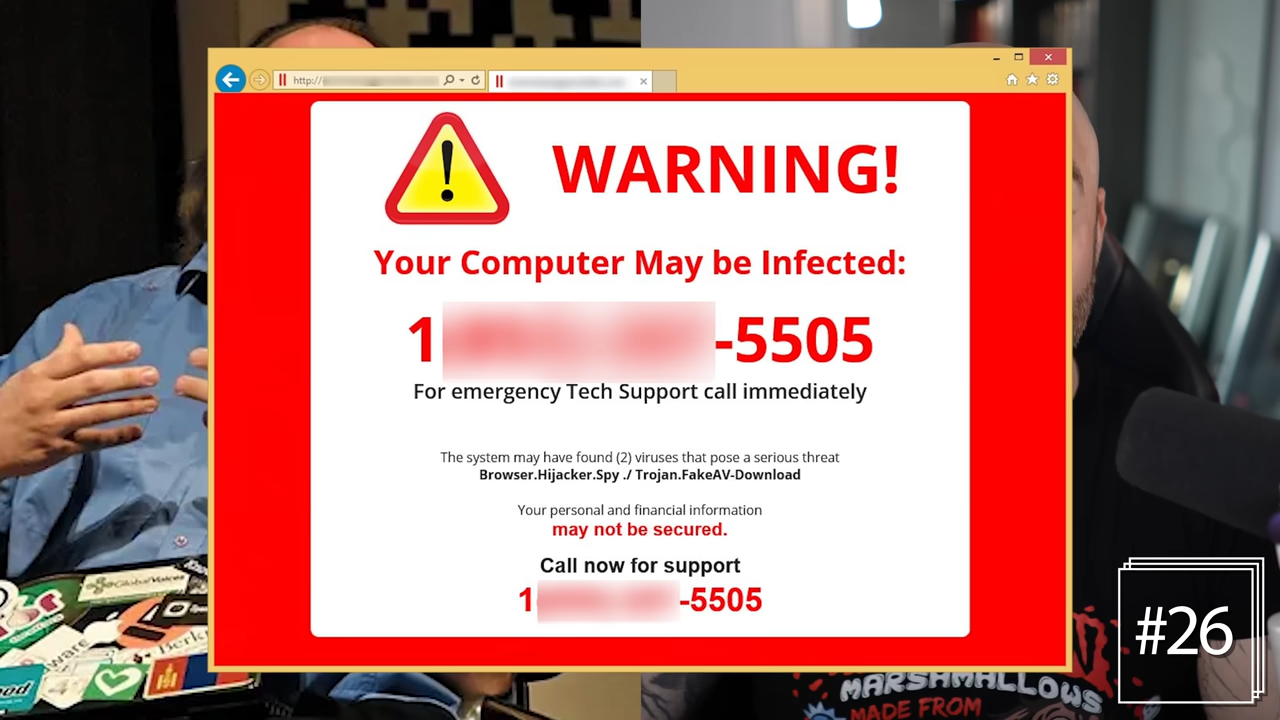 http://
WARNING!
Your Computer May be Infected:
1 -5505
For emergency Tech Support call immediately
The system may have found (2) viruses that pose a serious threat
Browser.Hijacker.Spy ./ Trojan.FakeAV-Download
Your personal and financial information
may not be secured.
Call now for support
1 -5505
GlobalVoices
#26
MARSHMALLOWS
MADE FROM